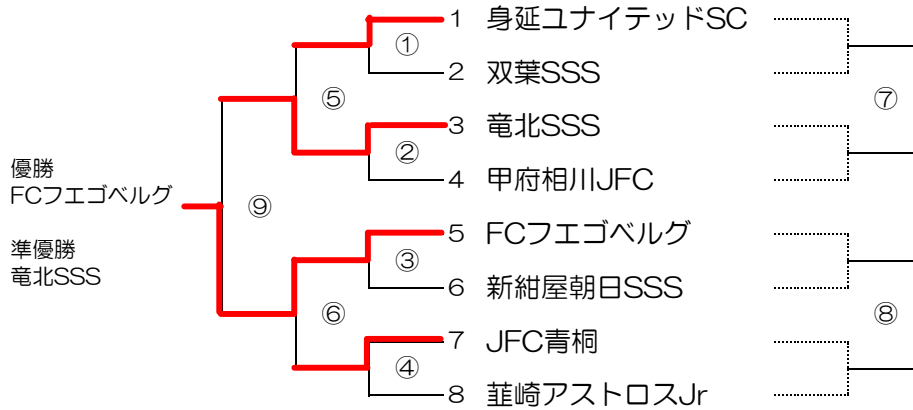 1 身延ユナイテッドSC
①
2 双葉SSS
⑤
⑦
3 竜北SSS
②
4 甲府相川JFC
優勝
FCフエゴベルグ
⑨
準優勝
竜北SSS
5 FCフエゴベルグ
③
6 新紺屋朝日SSS
⑥
⑧
7 JFC青桐
④
8 韮崎アストロスJr